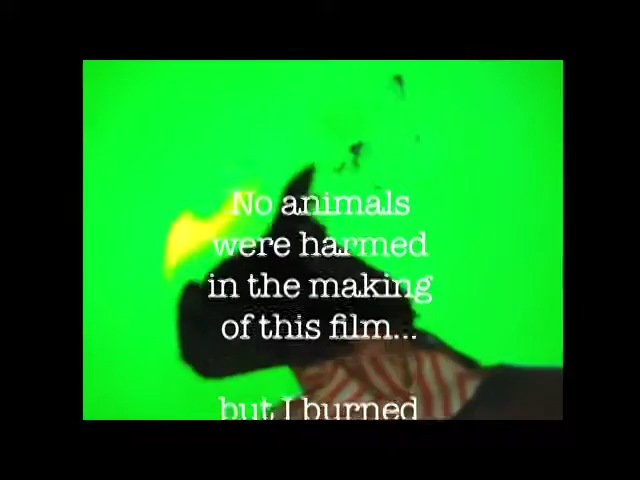 No animals
were harmed
in the making
of this film...
but I burned